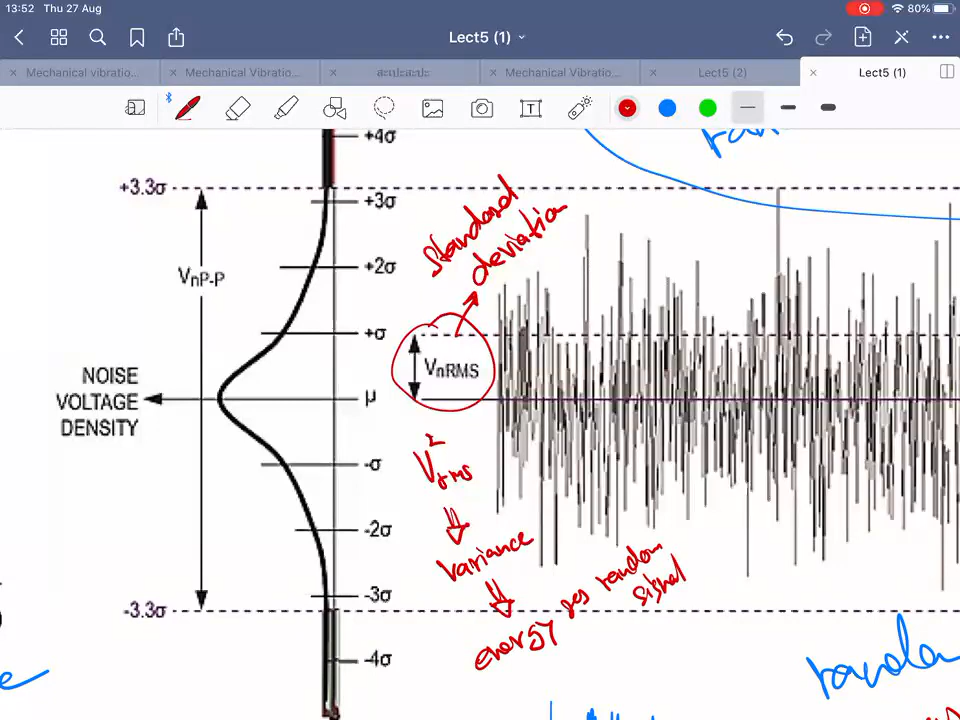 13:52 Thu 27 Aug
80%
Lect5 (1)
Mechanical vibratio...
Mechanical Vibratio...
Mechanical Vibratio...
Lect5 (2)
Lect5 (1)
+4σ
+3.3σ
+3σ
VnP-P
+2σ
+σ
NOISE
VOLTAGE
DENSITY
μ
-σ
-2σ
-3σ
-3.3σ
-4σ
standard
deviation
VnRMS
V²rms
variance
energy
random
signal